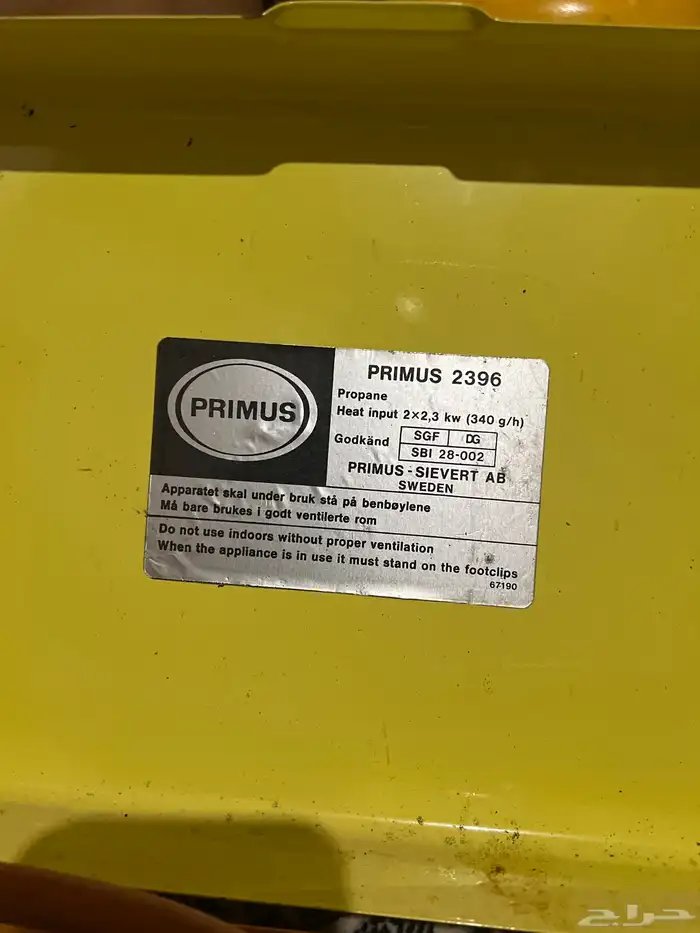 PRIMUS
PRIMUS 2396
Propane
Heat input 2×2,3 kw (340 g/h)
Godkänd SGF DG
SBI 28-002
PRIMUS - SIEVERT AB
SWEDEN
Apparatet skal under bruk stå på benbøylene
Må bare brukes i godt ventilerte rom
Do not use indoors without proper ventilation
When the appliance is in use it must stand on the footclips
67190
حراج